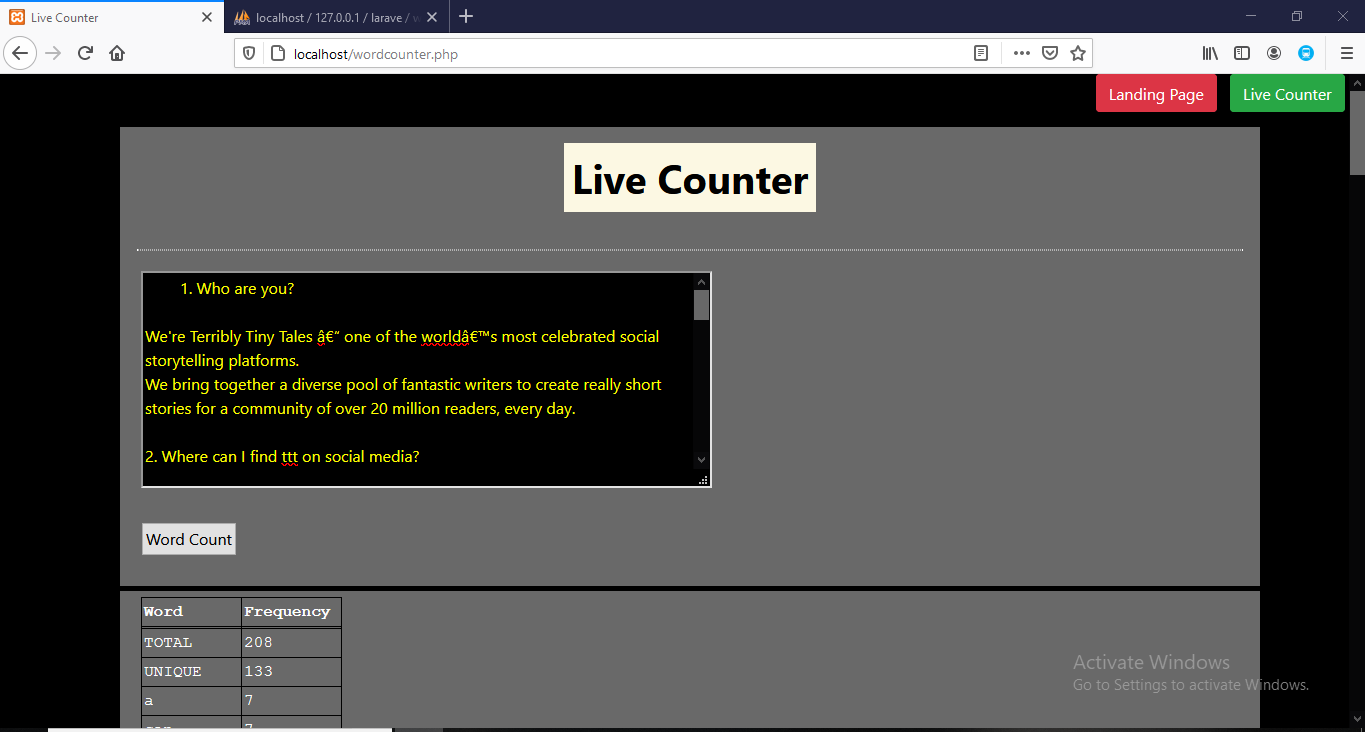 Live Counter
localhost / 127.0.0.1 / larave / w
localhost/wordcounter.php
Landing Page
Live Counter
Live Counter
1. Who are you?
We're Terribly Tiny Tales â€“ one of the worldâ€™s most celebrated social
storytelling platforms.
We bring together a diverse pool of fantastic writers to create really short
stories for a community of over 20 million readers, every day.
2. Where can I find ttt on social media?
Word Count
Word Frequency
TOTAL 208
UNIQUE 133
a 7
Activate Windows
Go to Settings to activate Windows.